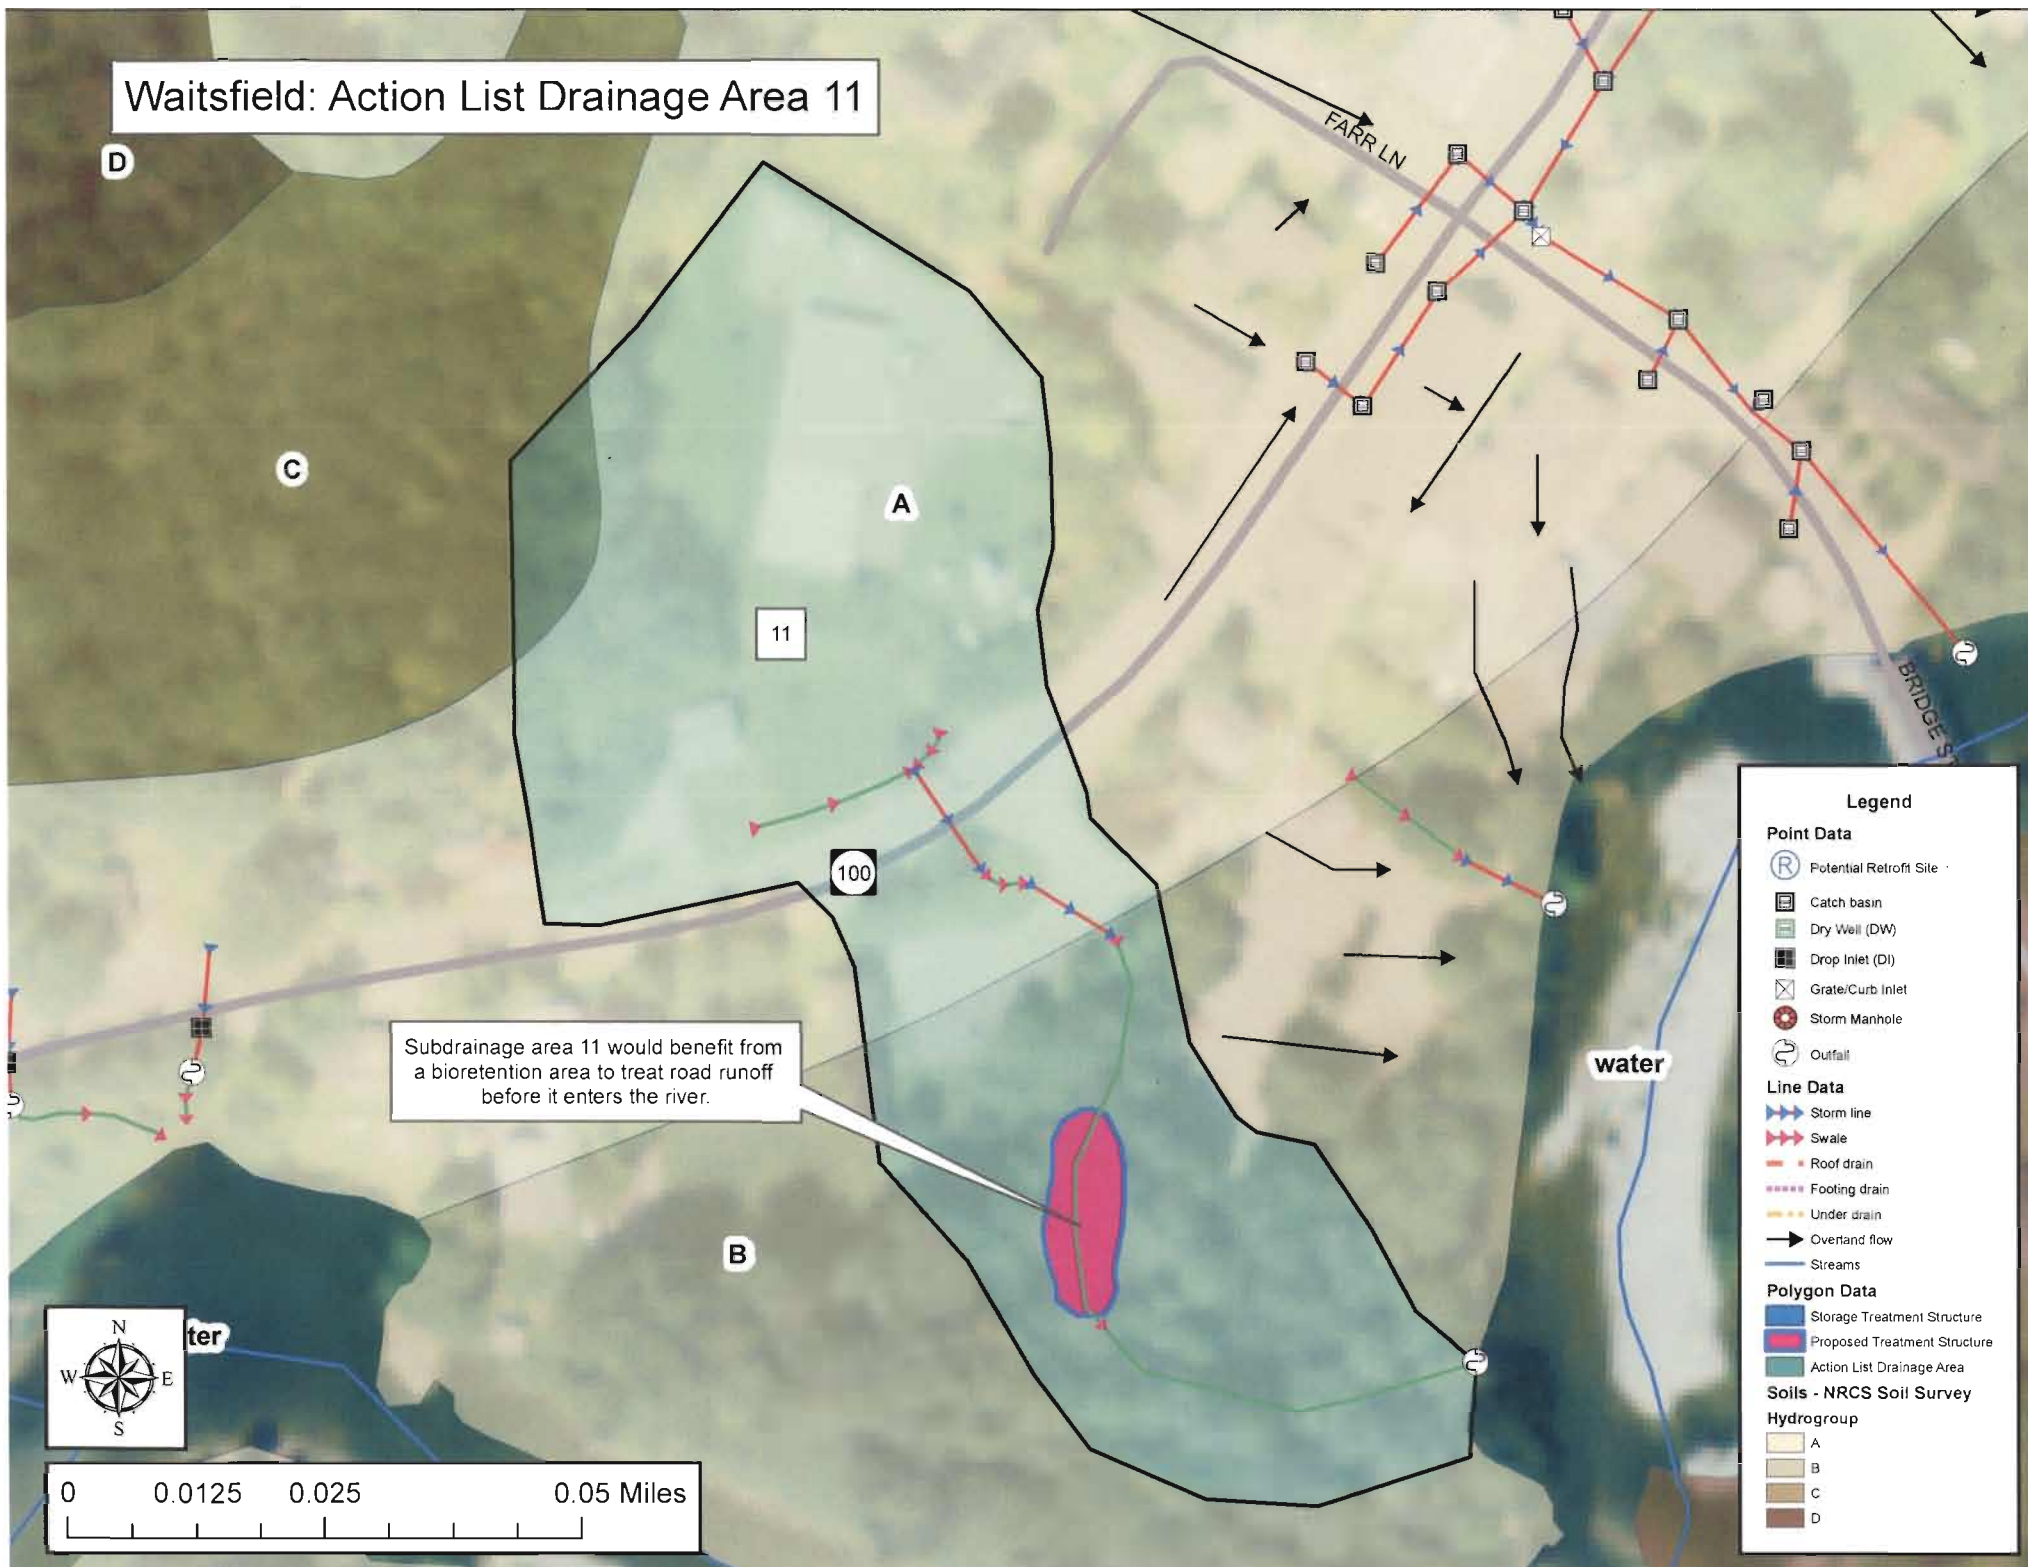 Waitsfield: Action List Drainage Area 11
D
FARR LN
C
A
11
BRIDGE ST
100
Subdrainage area 11 would benefit from
a bioretention area to treat road runoff
before it enters the river.
water
B
ter
N
W E
S
0 0.0125 0.025 0.05 Miles
Legend
Point Data
R Potential Retrofit Site
Catch basin
Dry Well (DW)
Drop Inlet (DI)
Grate/Curb Inlet
Storm Manhole
Outfall
Line Data
Storm line
Swale
Roof drain
Footing drain
Under drain
Overland flow
Streams
Polygon Data
Storage Treatment Structure
Proposed Treatment Structure
Action List Drainage Area
Soils - NRCS Soil Survey
Hydrogroup
A
B
C
D